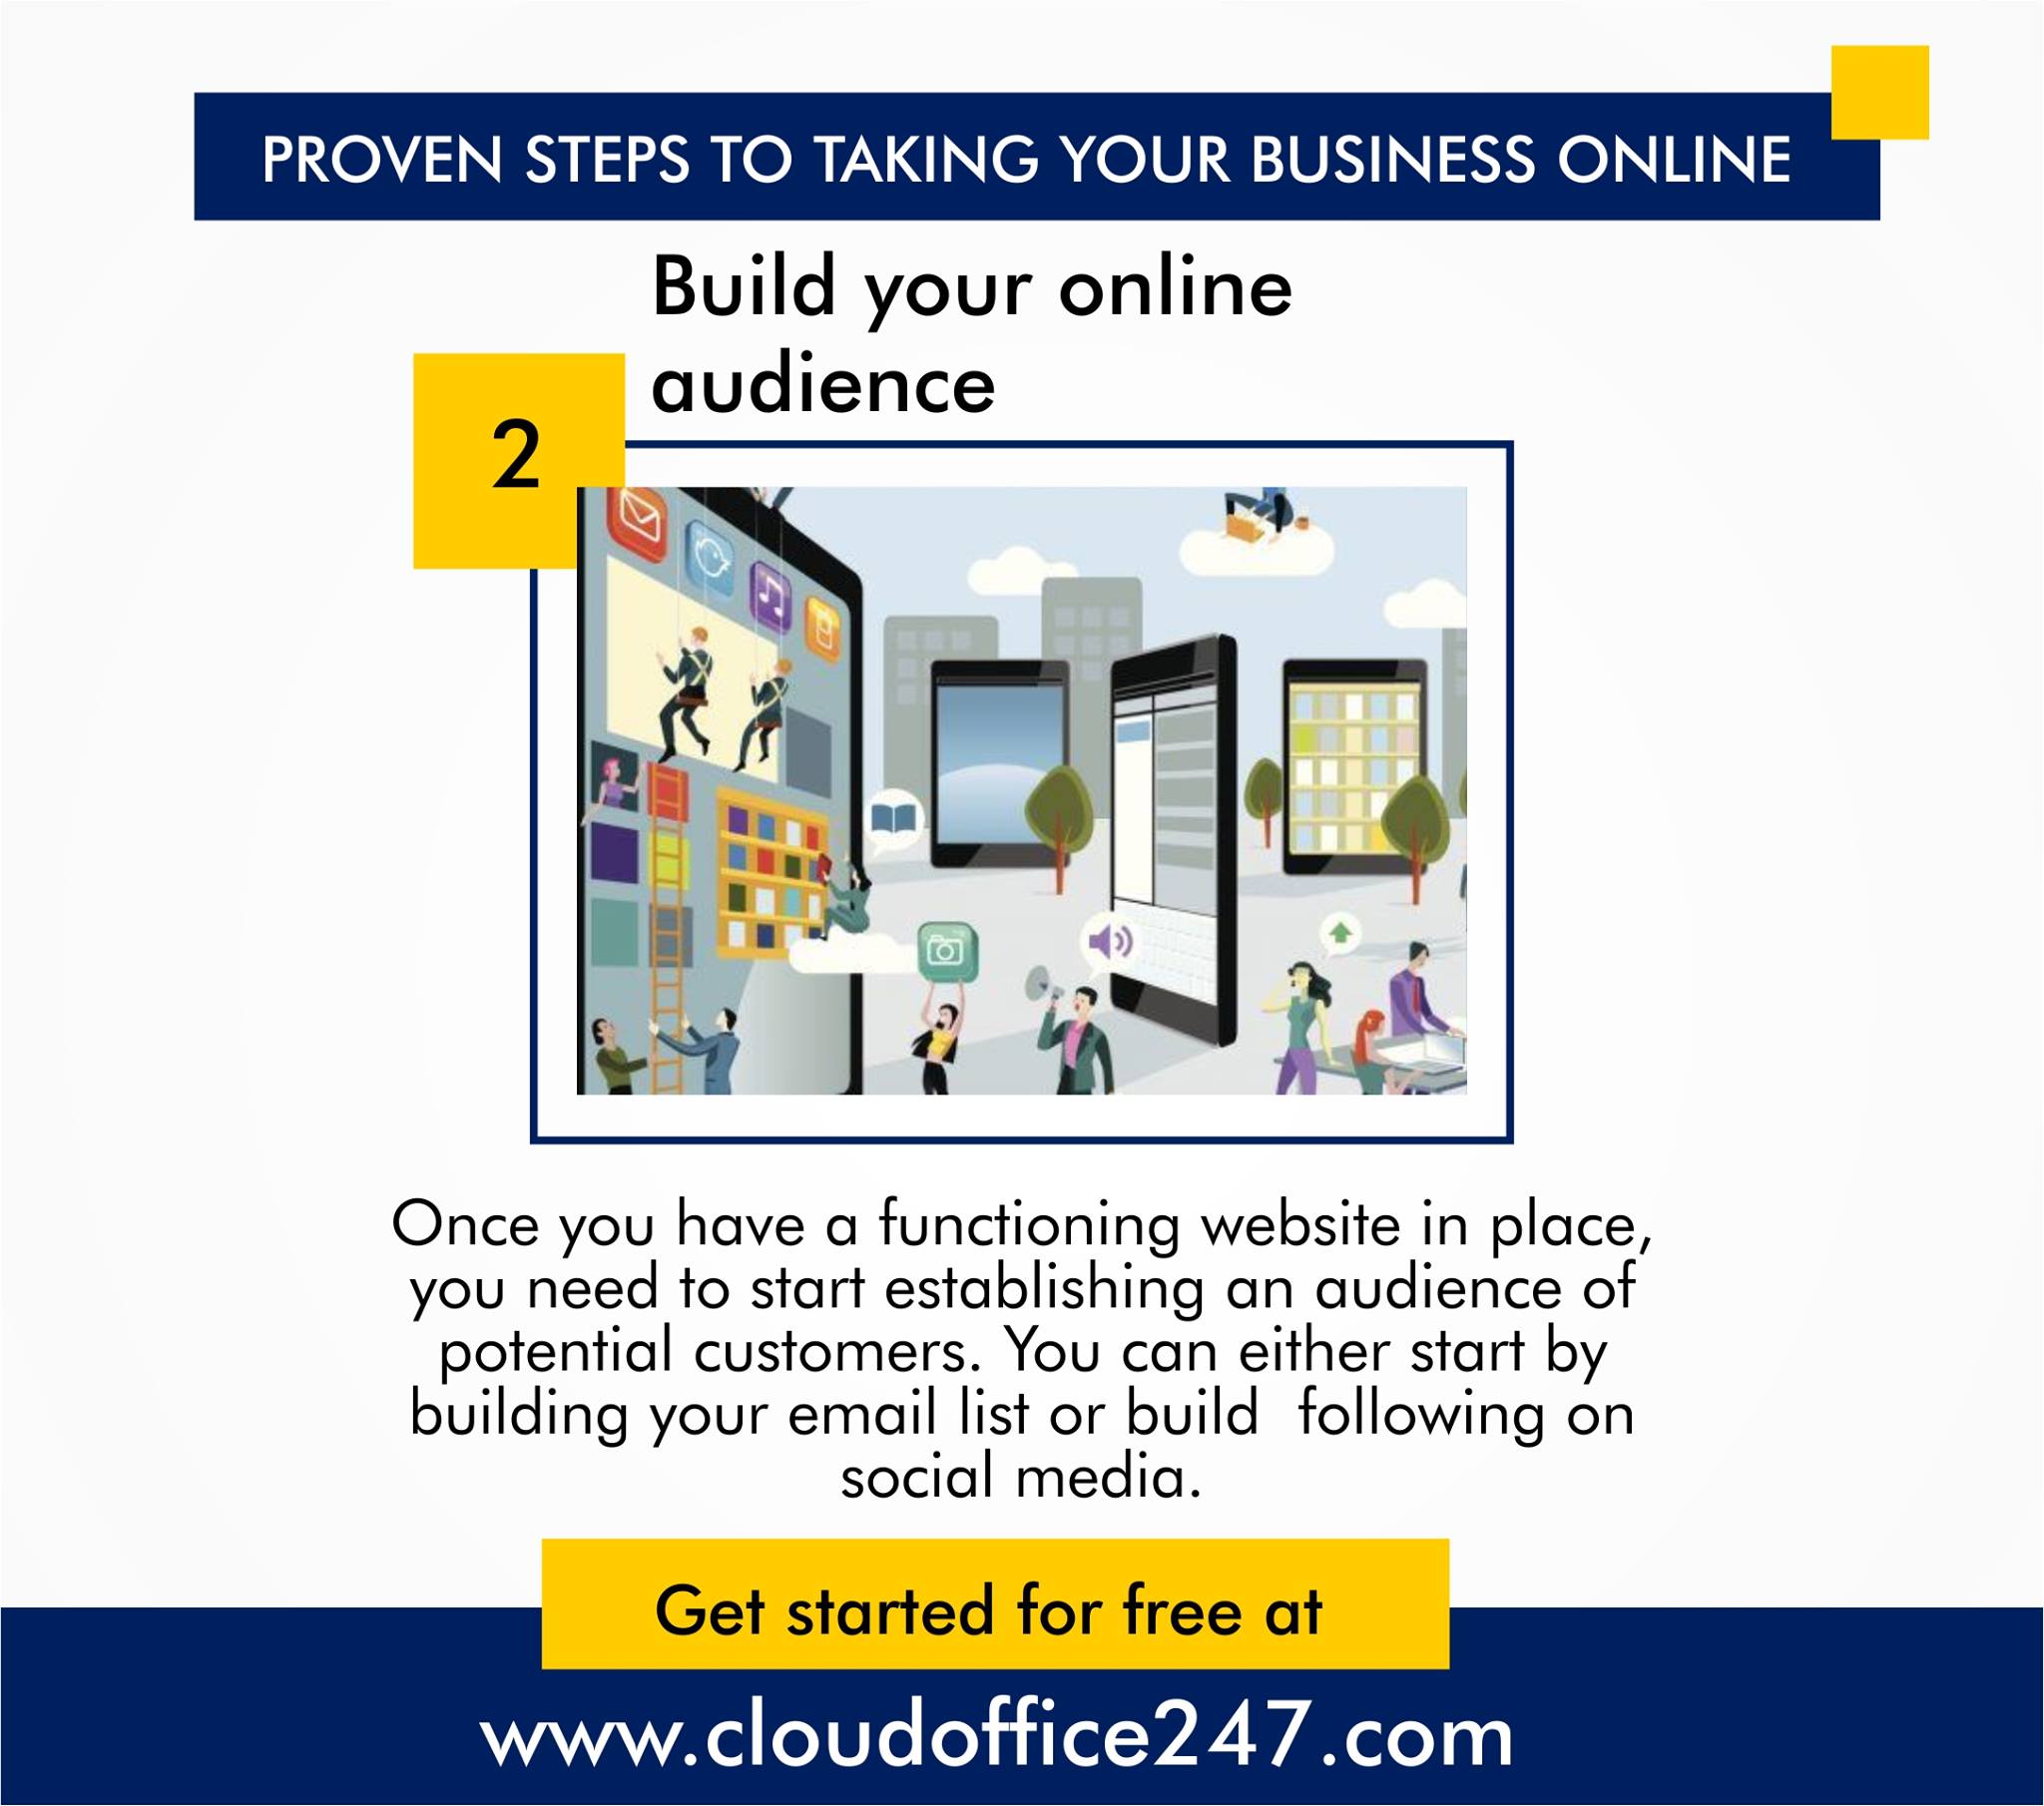 PROVEN STEPS TO TAKING YOUR BUSINESS ONLINE
Build your online
audience
2
Once you have a functioning website in place,
you need to start establishing an audience of
potential customers. You can either start by
building your email list or build  following on
social media.
Get started for free at
www.cloudoffice247.com